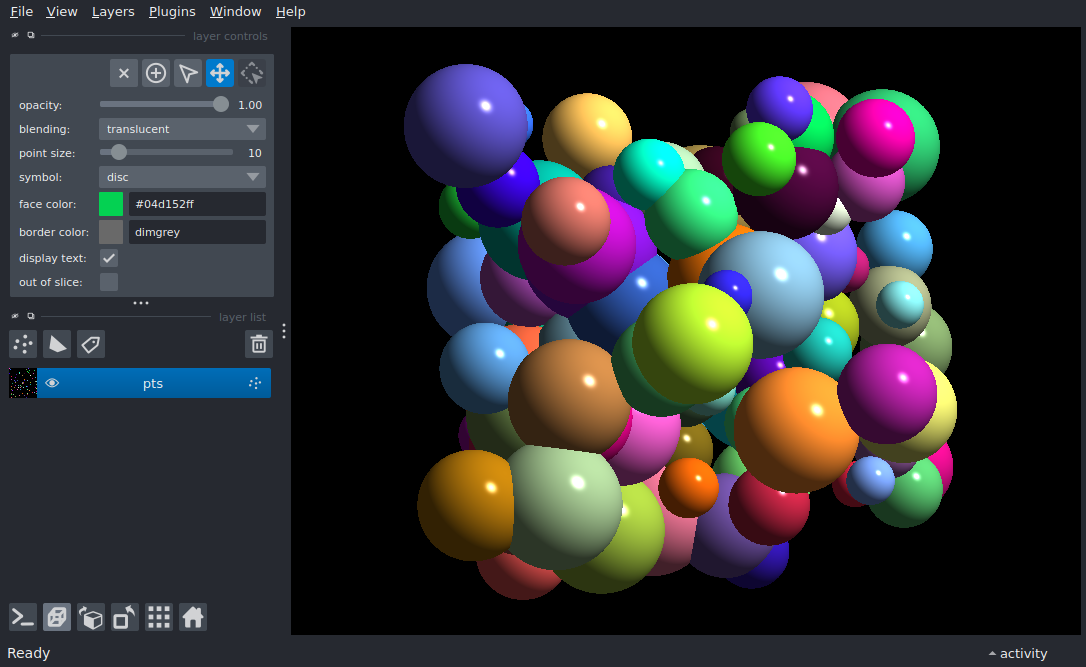 File View Layers Plugins Window Help
layer controls
opacity: 1.00
blending: translucent
point size: 10
symbol: disc
face color: #04d152ff
border color: dimgrey
display text:
out of slice:
layer list
pts
Ready
activity